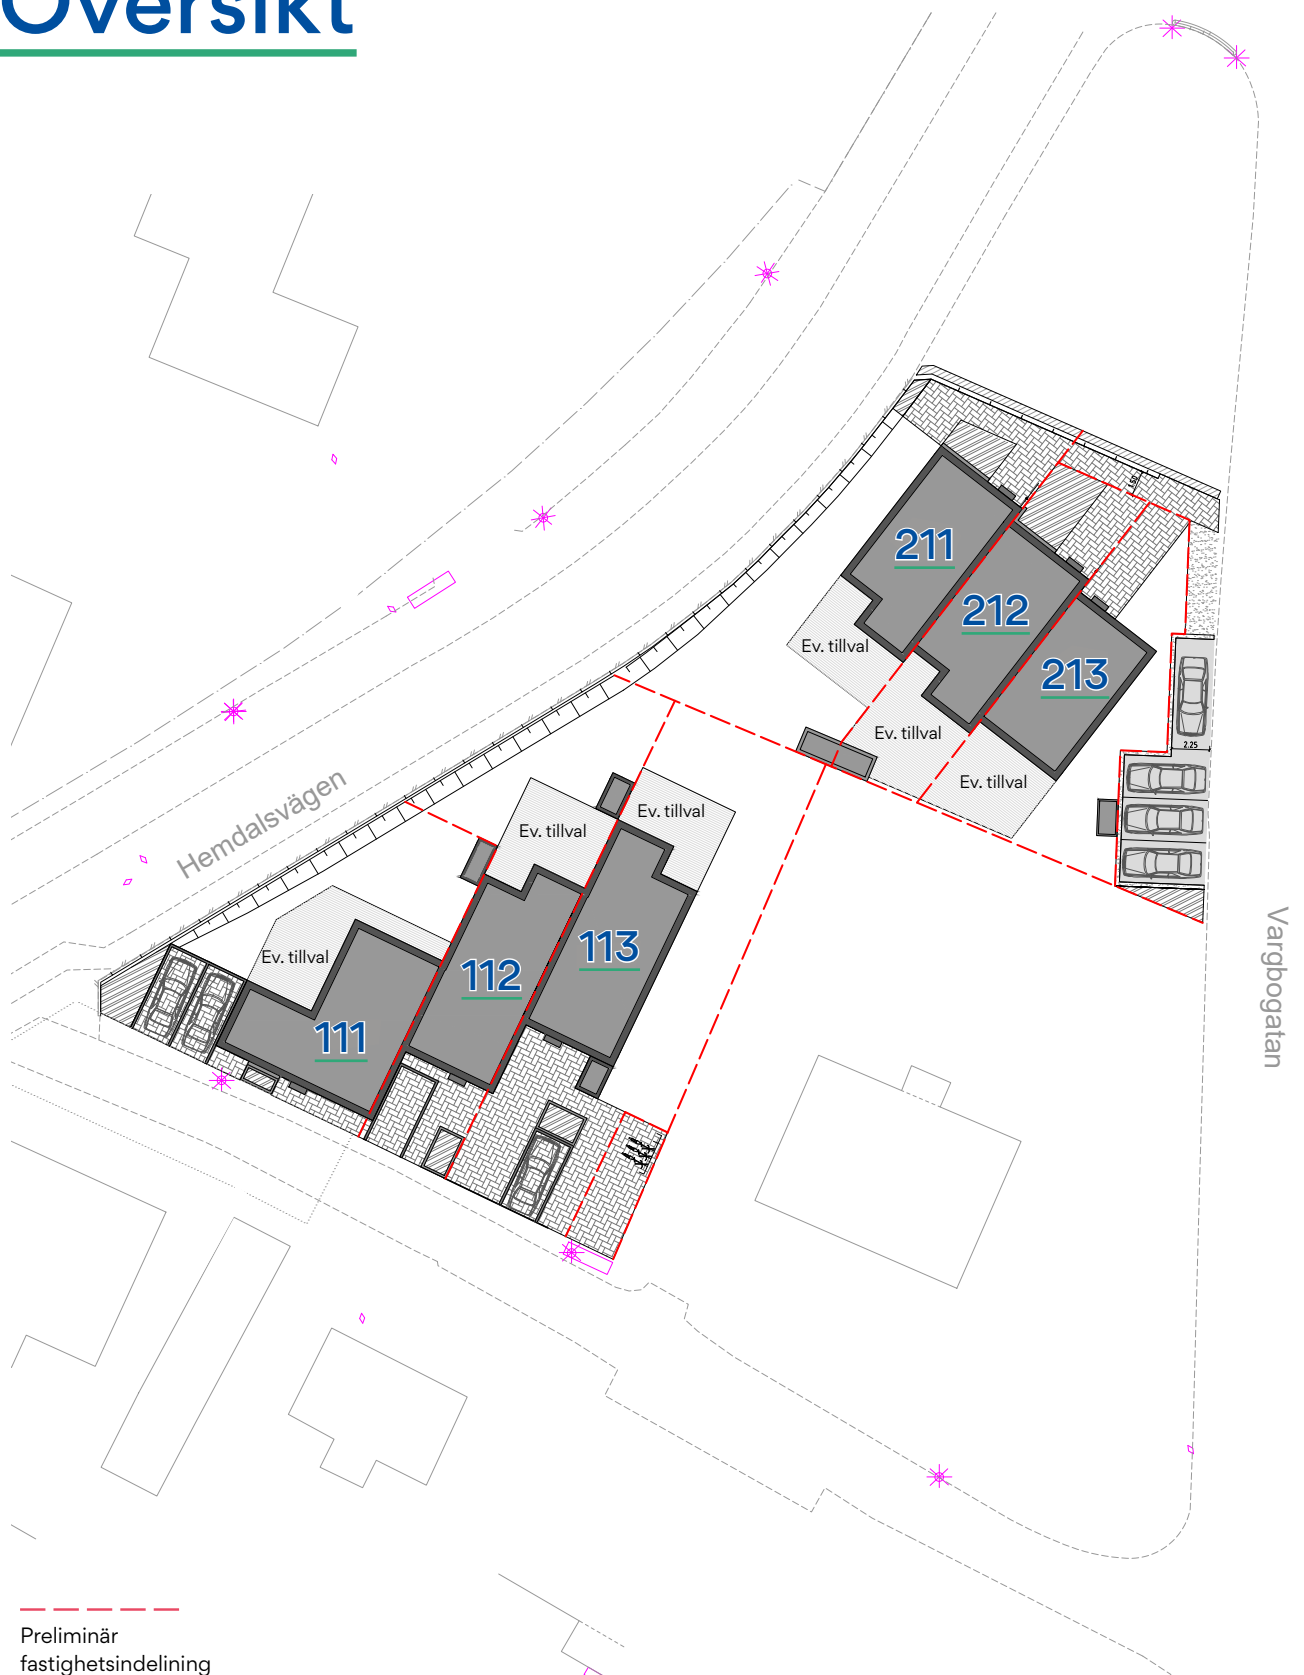 Översikt
211
212
213
Ev. tillval
Ev. tillval
Ev. tillval
2.25
Hemdalsvägen
Ev. tillval
Ev. tillval
Ev. tillval
113
112
111
Vargbogatan
Preliminär
fastighetsindelining